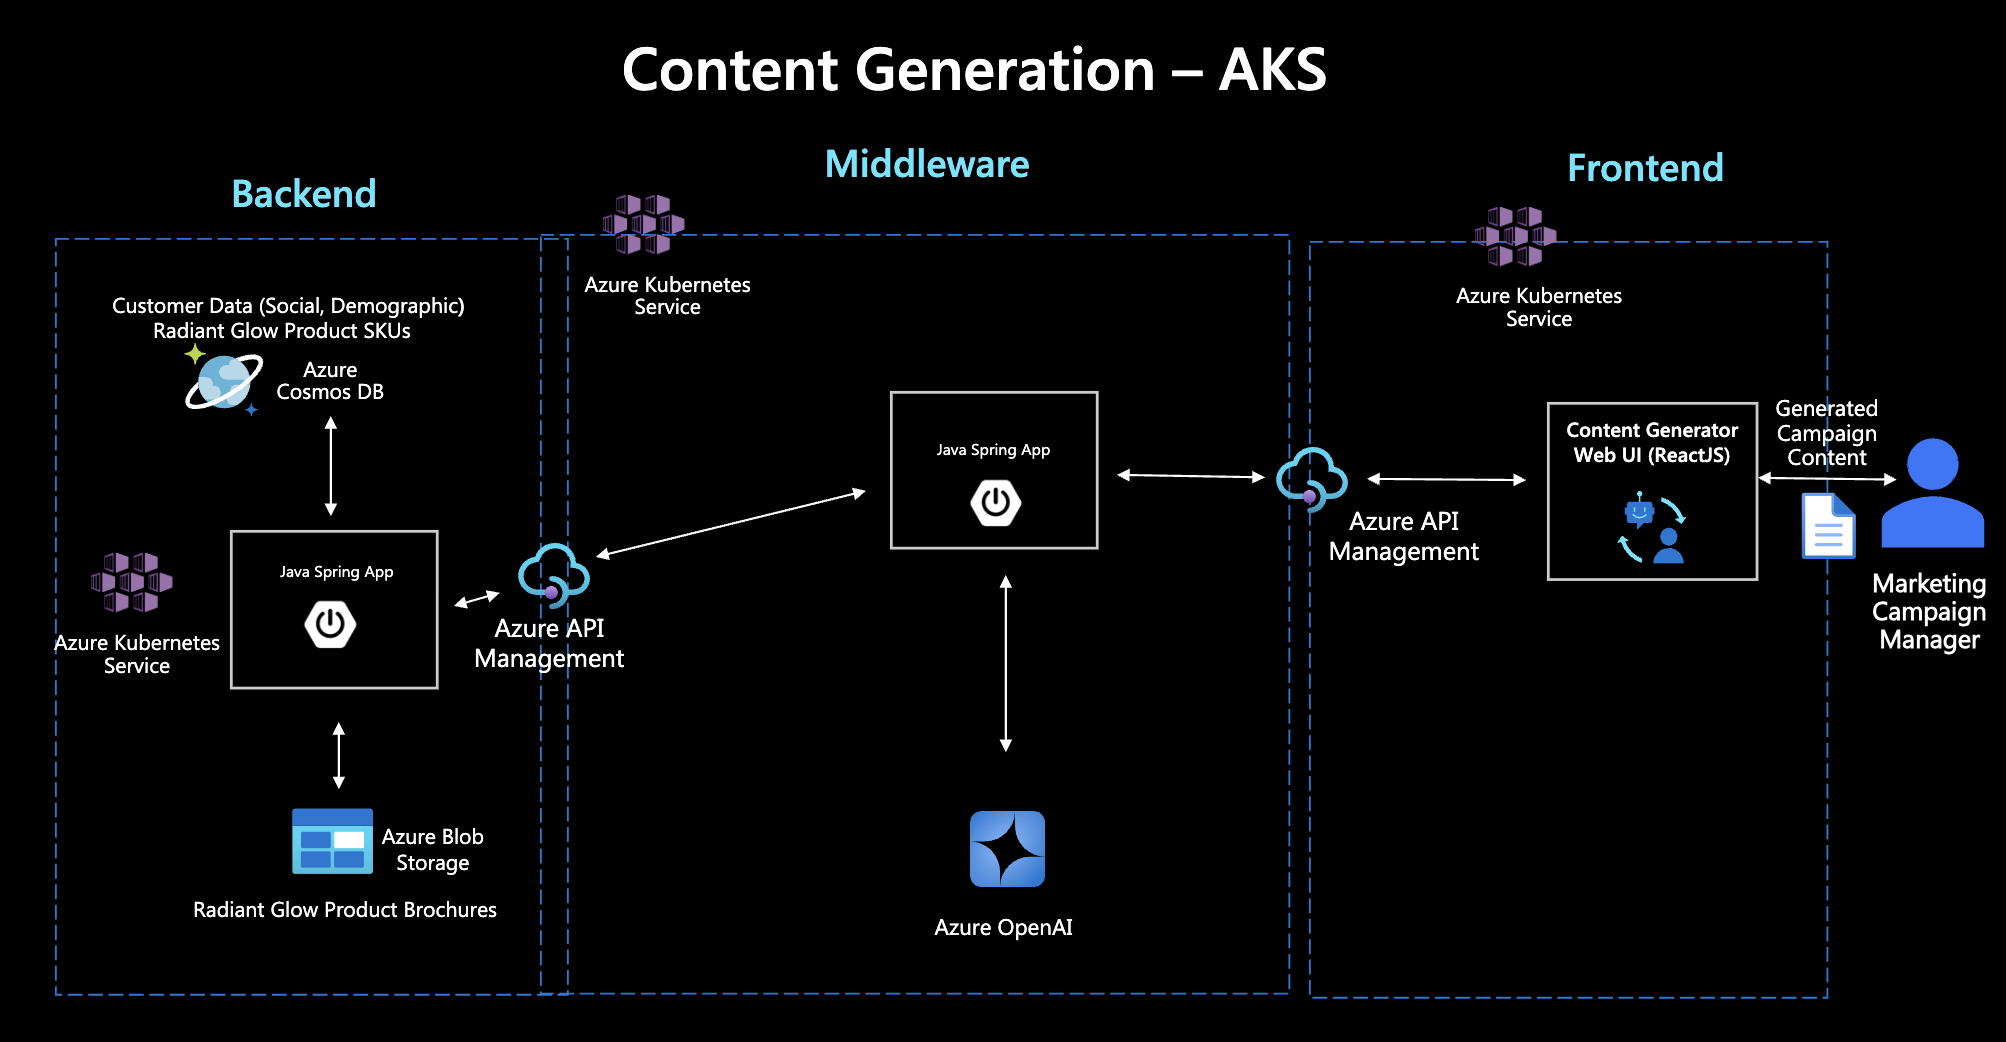 Content Generation – AKS
Backend
Middleware
Frontend
Azure Kubernetes
Service
Azure Kubernetes
Service
Customer Data (Social, Demographic)
Radiant Glow Product SKUs
Azure
Cosmos DB
Java Spring App
Azure Kubernetes
Service
Azure Blob
Storage
Radiant Glow Product Brochures
Azure API
Management
Java Spring App
Azure OpenAI
Azure API
Management
Content Generator
Web UI (ReactJS)
Generated
Campaign
Content
Marketing
Campaign
Manager